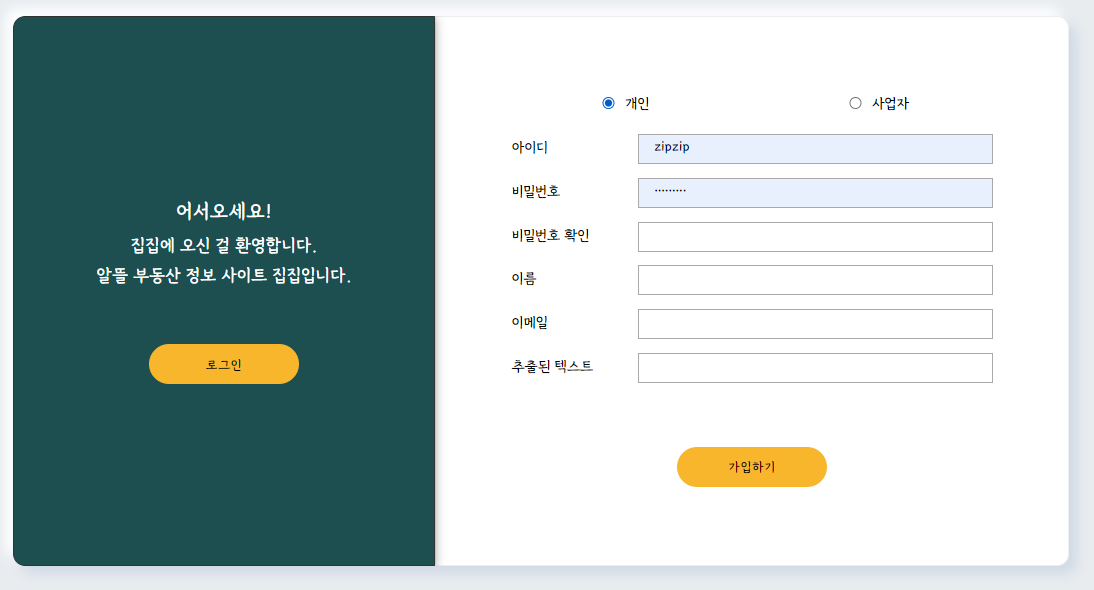 어서오세요!
집집에 오신 걸 환영합니다.
알뜰 부동산 정보 사이트 집집입니다.
로그인
개인
사업자
아이디
zipzip
비밀번호
·········
비밀번호 확인
이름
이메일
추출된 텍스트
가입하기